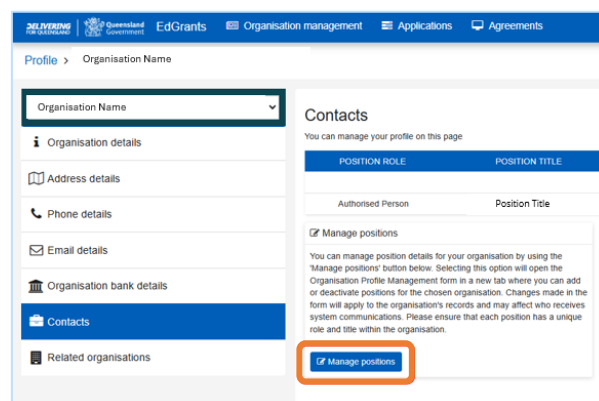 DELIVERING
FOR QUEENSLAND
Queensland
Government
EdGrants
Organisation management
Applications
Agreements
Profile >
Organisation Name
Organisation Name
Organisation details
Address details
Phone details
Email details
Organisation bank details
Contacts
Related organisations
Contacts
You can manage your profile on this page
POSITION ROLE
POSITION TITLE
Authorised Person
Position Title
Manage positions
You can manage position details for your organisation by using the
'Manage positions' button below. Selecting this option will open the
Organisation Profile Management form in a new tab where you can add
or deactivate positions for the chosen organisation. Changes made in the
form will apply to the organisation's records and may affect who receives
system communications. Please ensure that each position has a unique
role and title within the organisation.
Manage positions